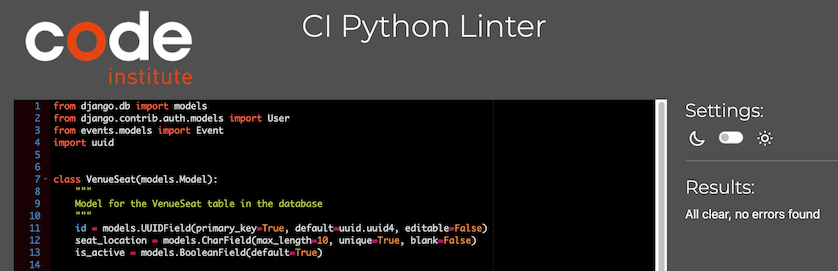 code
institute
CI Python Linter
1 from django.db import models
2 from django.contrib.auth.models import User
3 from events.models import Event
4 import uuid
5
6
7 class VenueSeat(models.Model):
8     """
9     Model for the VenueSeat table in the database
10     """
11     id = models.UUIDField(primary_key=True, default=uuid.uuid4, editable=False)
12     seat_location = models.CharField(max_length=10, unique=True, blank=False)
13     is_active = models.BooleanField(default=True)
14
Settings:
Results:
All clear, no errors found